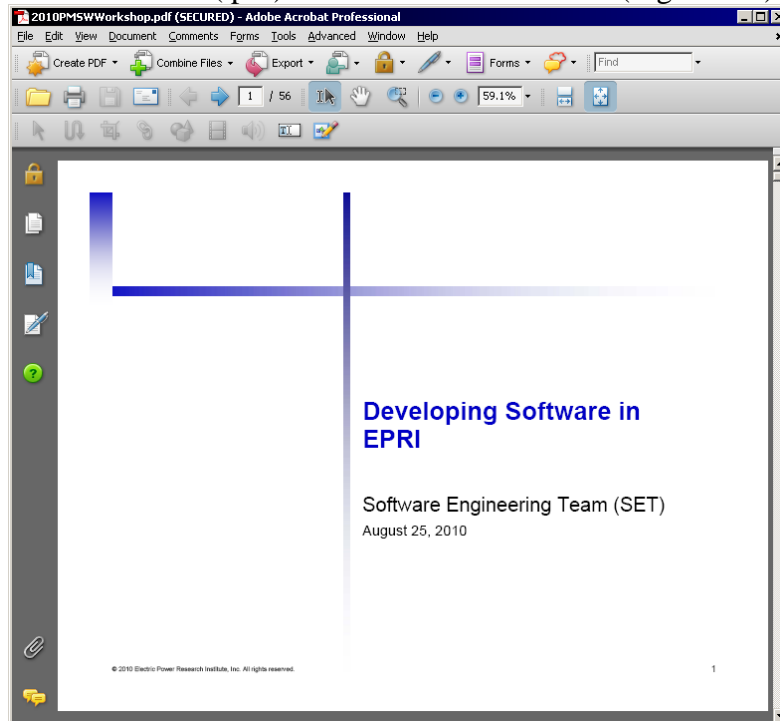 2010PMSWWorkshop.pdf (SECURED) - Adobe Acrobat Professional
File Edit View Document Comments Forms Tools Advanced Window Help
Create PDF Combine Files Export Forms Find
1 / 56 59.1%
Developing Software in
EPRI
Software Engineering Team (SET)
August 25, 2010
© 2010 Electric Power Research Institute, Inc. All rights reserved. 1